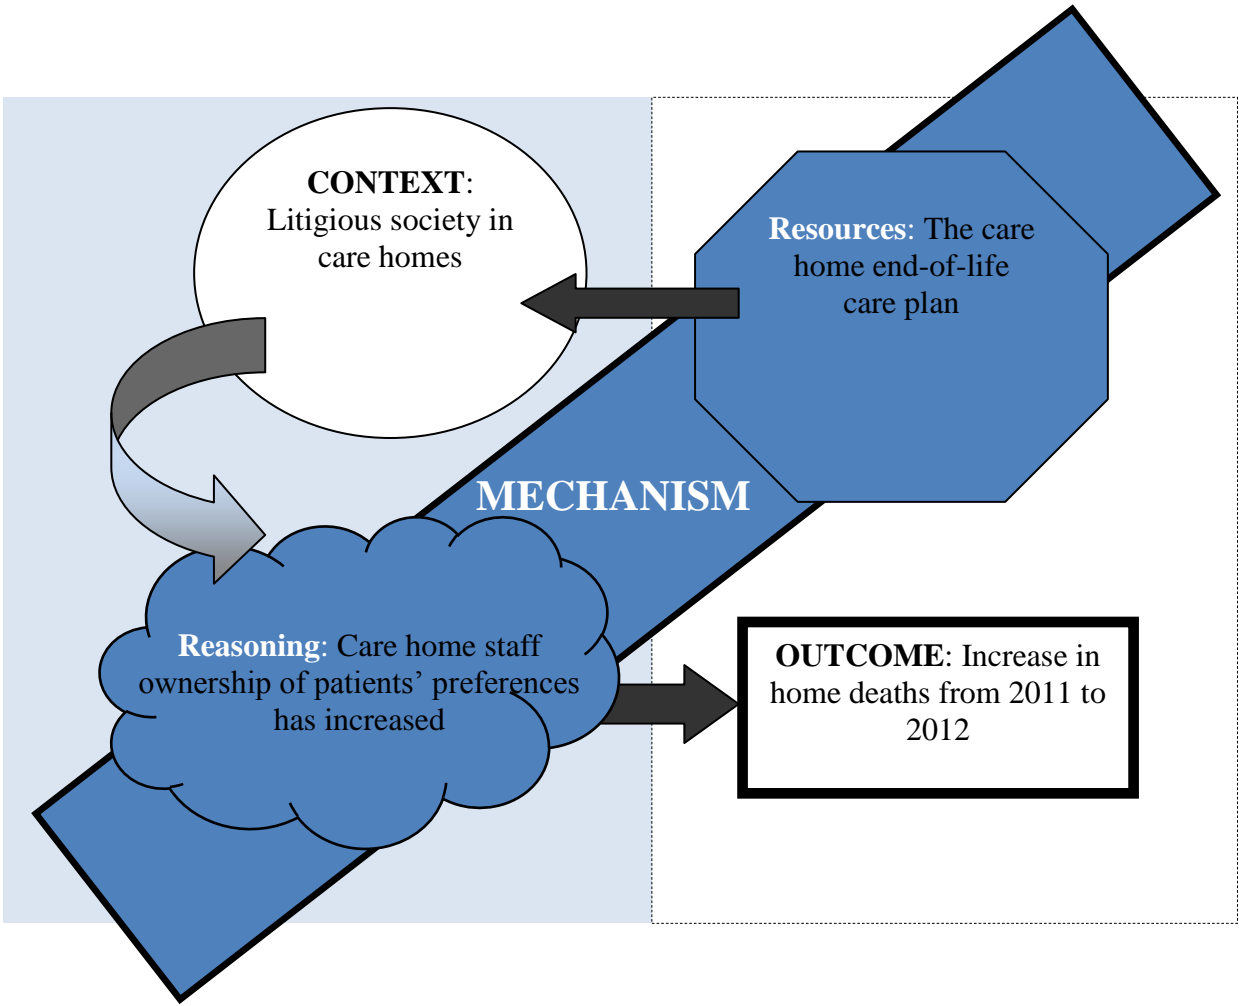 CONTEXT:
Litigious society in
care homes
Resources: The care
home end-of-life
care plan
MECHANISM
Reasoning: Care home staff
ownership of patients’ preferences
has increased
OUTCOME: Increase in
home deaths from 2011 to
2012